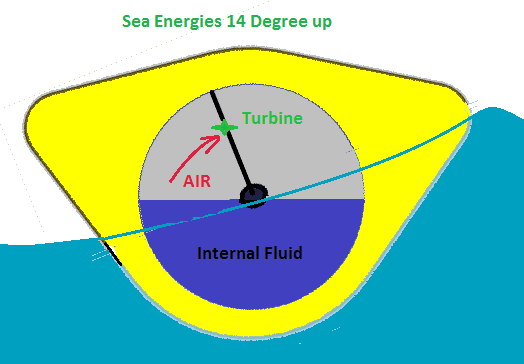 Sea Energies 14 Degree up
Turbine
AIR
Internal Fluid